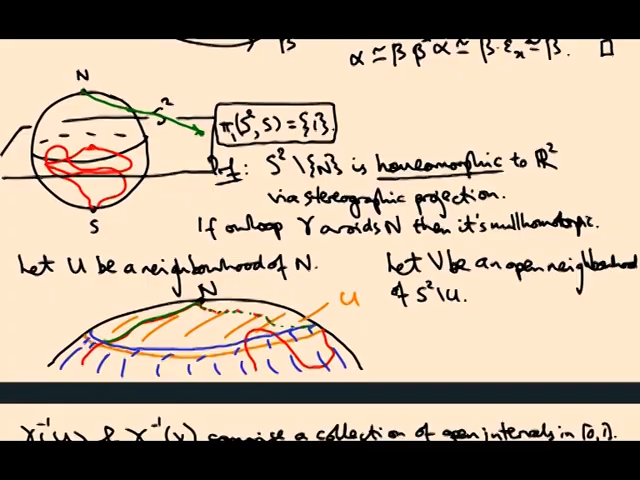 β
α ≃ β β⁻¹ α ≃ β · εₓ ≃ β. □
N
S²
π₁(S², S) = {1}.
Prf: S² \ {N} is homeomorphic to ℝ²
via stereographic projection.
S
If our loop γ avoids N then it's nullhomotopic.
Let U be a neighbourhood of N.
Let V be an open neighbourhood
of S² \ U.
N
U
γ⁻¹(U) & γ⁻¹(V) comprise a collection of open intervals in [0,1].